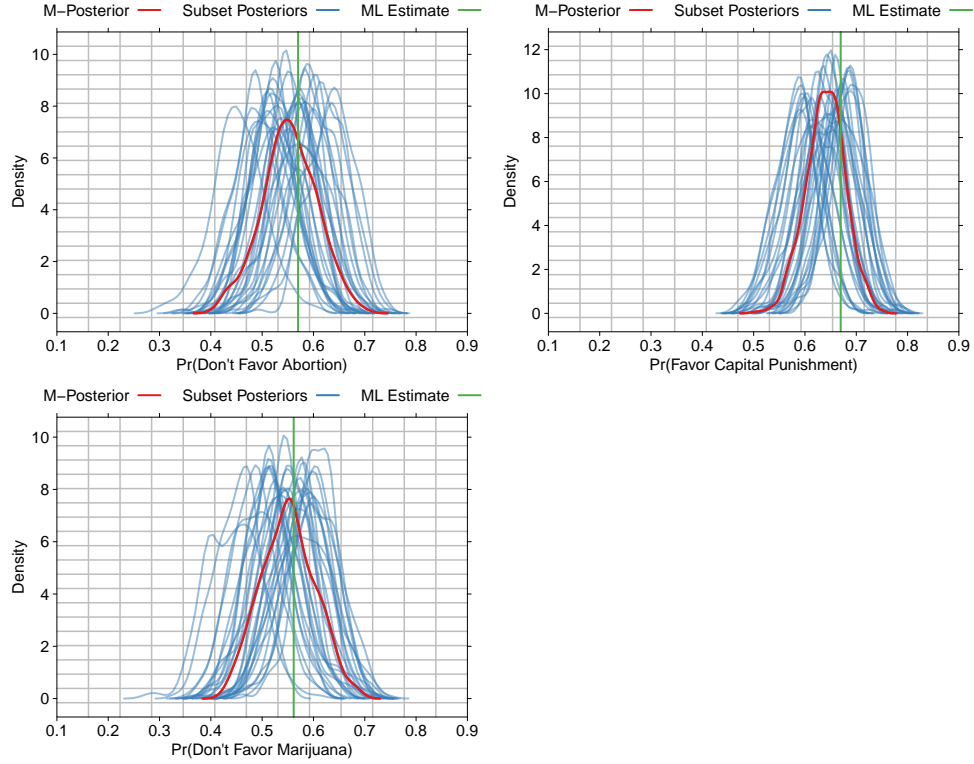 M−Posterior Subset Posteriors ML Estimate
Density
10
8
6
4
2
0
0.1 0.2 0.3 0.4 0.5 0.6 0.7 0.8 0.9
Pr(Don't Favor Abortion)
M−Posterior Subset Posteriors ML Estimate
Density
12
10
8
6
4
2
0
0.1 0.2 0.3 0.4 0.5 0.6 0.7 0.8 0.9
Pr(Favor Capital Punishment)
M−Posterior Subset Posteriors ML Estimate
Density
10
8
6
4
2
0
0.1 0.2 0.3 0.4 0.5 0.6 0.7 0.8 0.9
Pr(Don't Favor Marijuana)